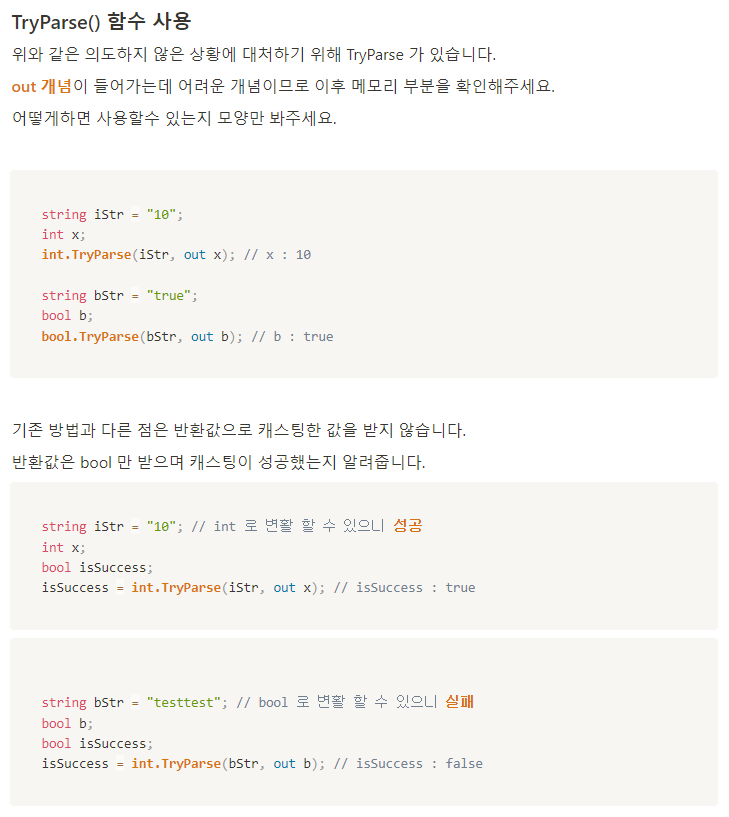 TryParse() 함수 사용
위와 같은 의도하지 않은 상황에 대처하기 위해 TryParse 가 있습니다.
out 개념이 들어가는데 어려운 개념이므로 이후 메모리 부분을 확인해주세요.
어떻게하면 사용할수 있는지 모양만 봐주세요.
string iStr = "10";
int x;
int.TryParse(iStr, out x); // x : 10
string bStr = "true";
bool b;
bool.TryParse(bStr, out b); // b : true
기존 방법과 다른 점은 반환값으로 캐스팅한 값을 받지 않습니다.
반환값은 bool 만 받으며 캐스팅이 성공했는지 알려줍니다.
string iStr = "10"; // int 로 변활 할 수 있으니 성공
int x;
bool isSuccess;
isSuccess = int.TryParse(iStr, out x); // isSuccess : true
string bStr = "testtest"; // bool 로 변활 할 수 있으니 실패
bool b;
bool isSuccess;
isSuccess = int.TryParse(bStr, out b); // isSuccess : false